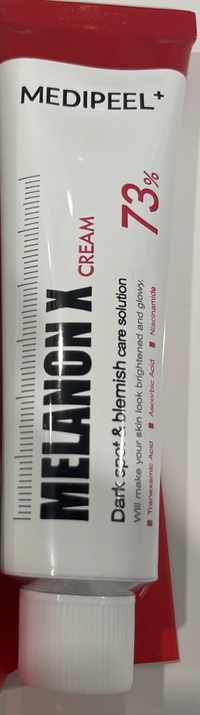 MEDIPEEL+
MELANON X CREAM
73%
Dark spot & blemish care solution
Will make your skin look brightened and glowy.
Tranexamic Acid Ascorbic Acid Niacinamide